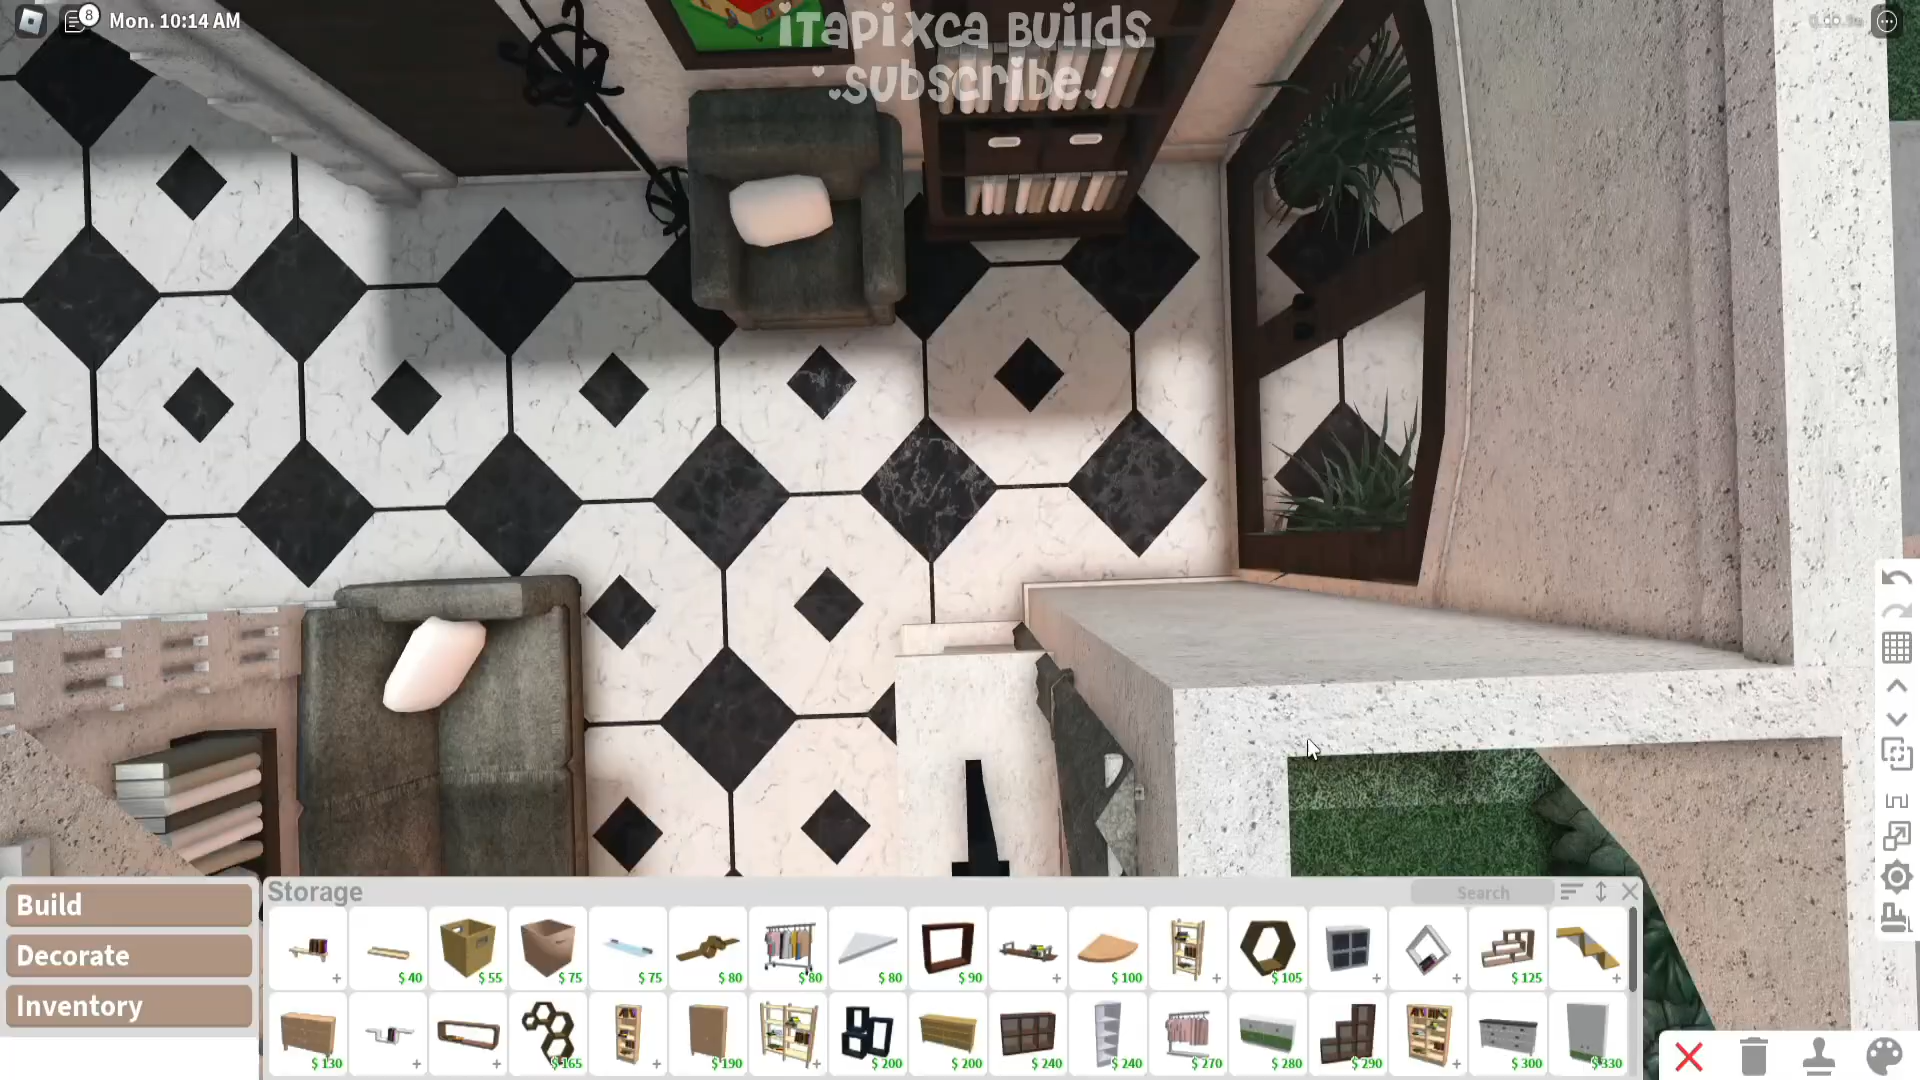 8 Mon. 10:14 AM
iTapixca Builds
subscribe
Build
Decorate
Inventory
Storage
Search
$ 40
$ 55
$ 75
$ 75
$ 80
$ 80
$ 80
$ 90
$ 100
$ 105
$ 125
$ 130
$ 165
$ 190
$ 200
$ 200
$ 240
$ 240
$ 270
$ 280
$ 290
$ 300
$ 330